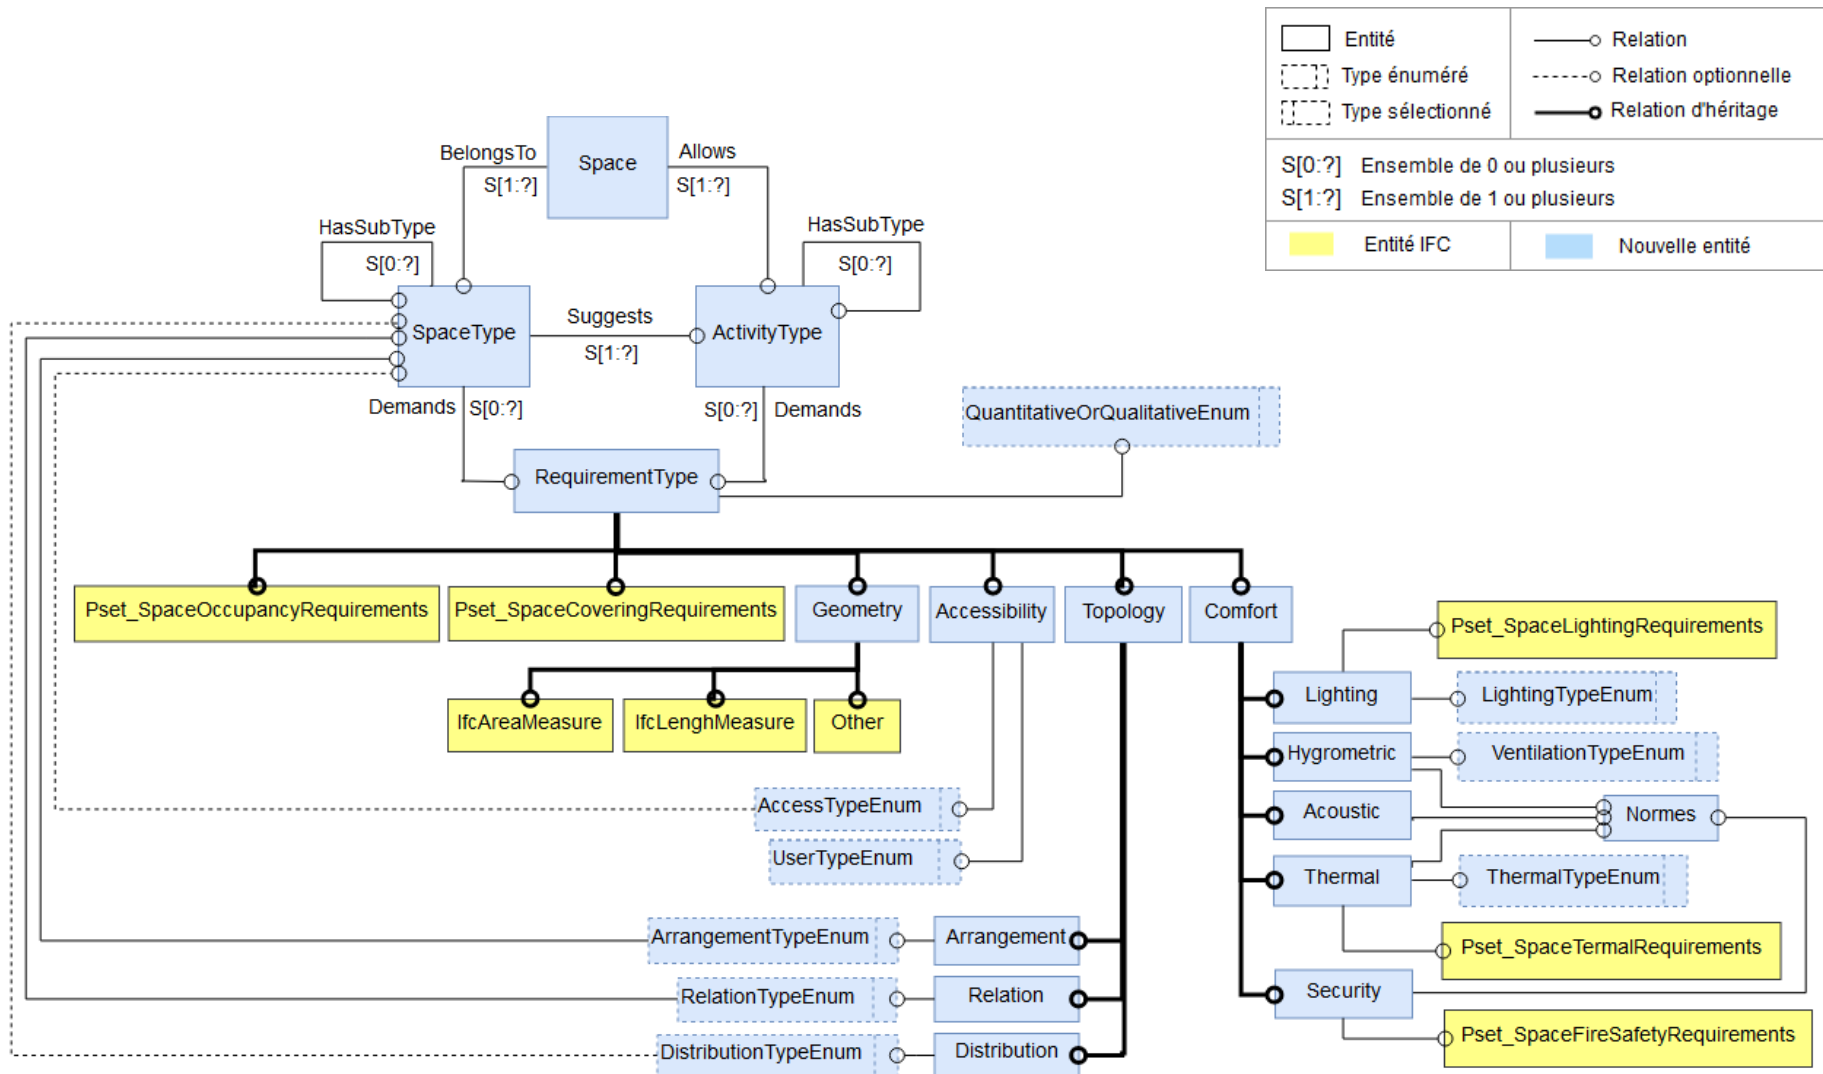 Entité
Relation
Type énuméré
Relation optionnelle
Type sélectionné
Relation d'héritage
S[0:?] Ensemble de 0 ou plusieurs
S[1:?] Ensemble de 1 ou plusieurs
Entité IFC
Nouvelle entité
BelongsTo
Space
Allows
S[1:?]
S[1:?]
HasSubType
HasSubType
S[0:?]
S[0:?]
SpaceType
Suggests
ActivityType
S[1:?]
Demands
S[0:?]
S[0:?]
Demands
QuantitativeOrQualitativeEnum
RequirementType
Pset_SpaceOccupancyRequirements
Pset_SpaceCoveringRequirements
Geometry
Accessibility
Topology
Comfort
Pset_SpaceLightingRequirements
IfcAreaMeasure
IfcLenghMeasure
Other
Lighting
LightingTypeEnum
Hygrometric
VentilationTypeEnum
AccessTypeEnum
Acoustic
Normes
UserTypeEnum
Thermal
ThermalTypeEnum
ArrangementTypeEnum
Arrangement
Pset_SpaceTermalRequirements
RelationTypeEnum
Relation
Security
DistributionTypeEnum
Distribution
Pset_SpaceFireSafetyRequirements